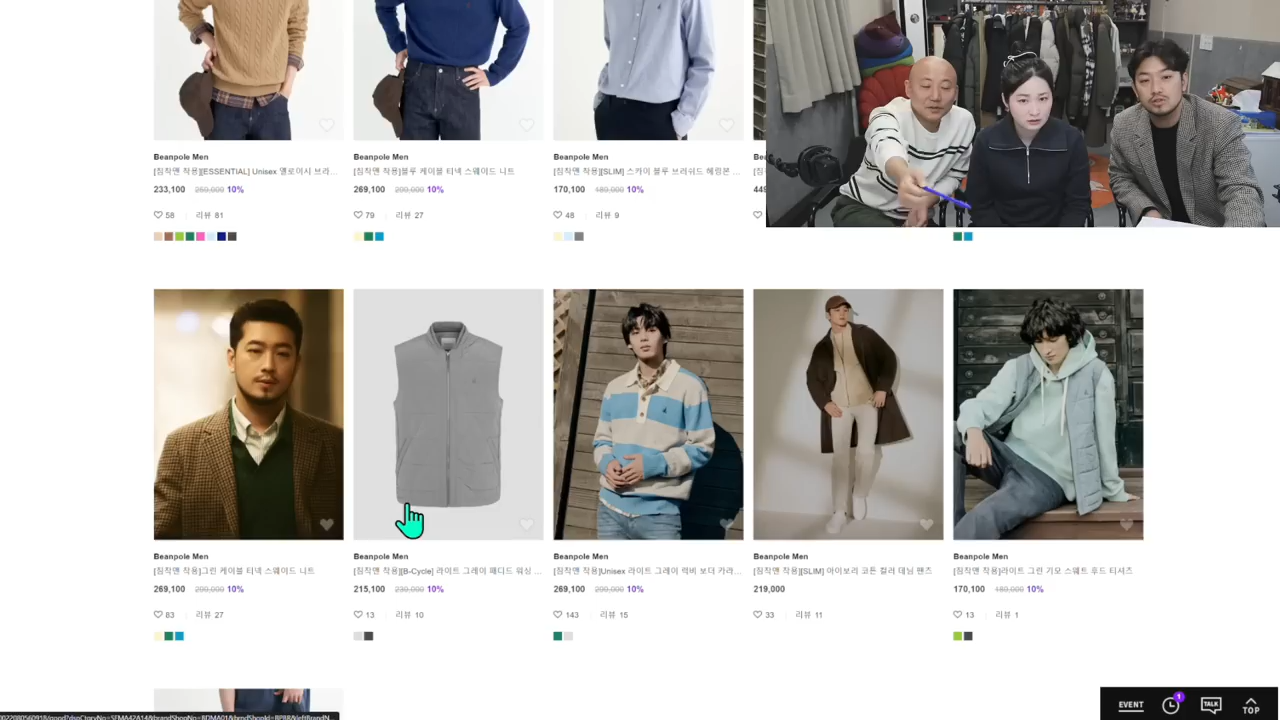 Beanpole Men
[침착맨 착용][ESSENTIAL] Unisex 멜로이시 브라...
233,100 259,000 10%
58 리뷰 81
Beanpole Men
[침착맨 착용]블루 케이블 티넥 스웨이드 니트
269,100 299,000 10%
79 리뷰 27
Beanpole Men
[침착맨 착용][SLIM] 스카이 블루 브러쉬드 헤링본 ...
170,100 189,000 10%
48 리뷰 9
Bea
[침
449
Beanpole Men
[침착맨 착용]그린 케이블 티넥 스웨이드 니트
269,100 299,000 10%
83 리뷰 27
Beanpole Men
[침착맨 착용][B-Cycle] 라이트 그레이 패디드 워싱 ...
215,100 239,000 10%
13 리뷰 10
Beanpole Men
[침착맨 착용]Unisex 라이트 그레이 럭비 보더 카라...
269,100 299,000 10%
143 리뷰 15
Beanpole Men
[침착맨 착용][SLIM] 아이보리 코튼 컬러 데님 팬츠
219,000
33 리뷰 11
Beanpole Men
[침착맨 착용]라이트 그린 기모 스웨트 후드 티셔츠
170,100 189,000 10%
13 리뷰 1
EVENT
1
TALK
TOP